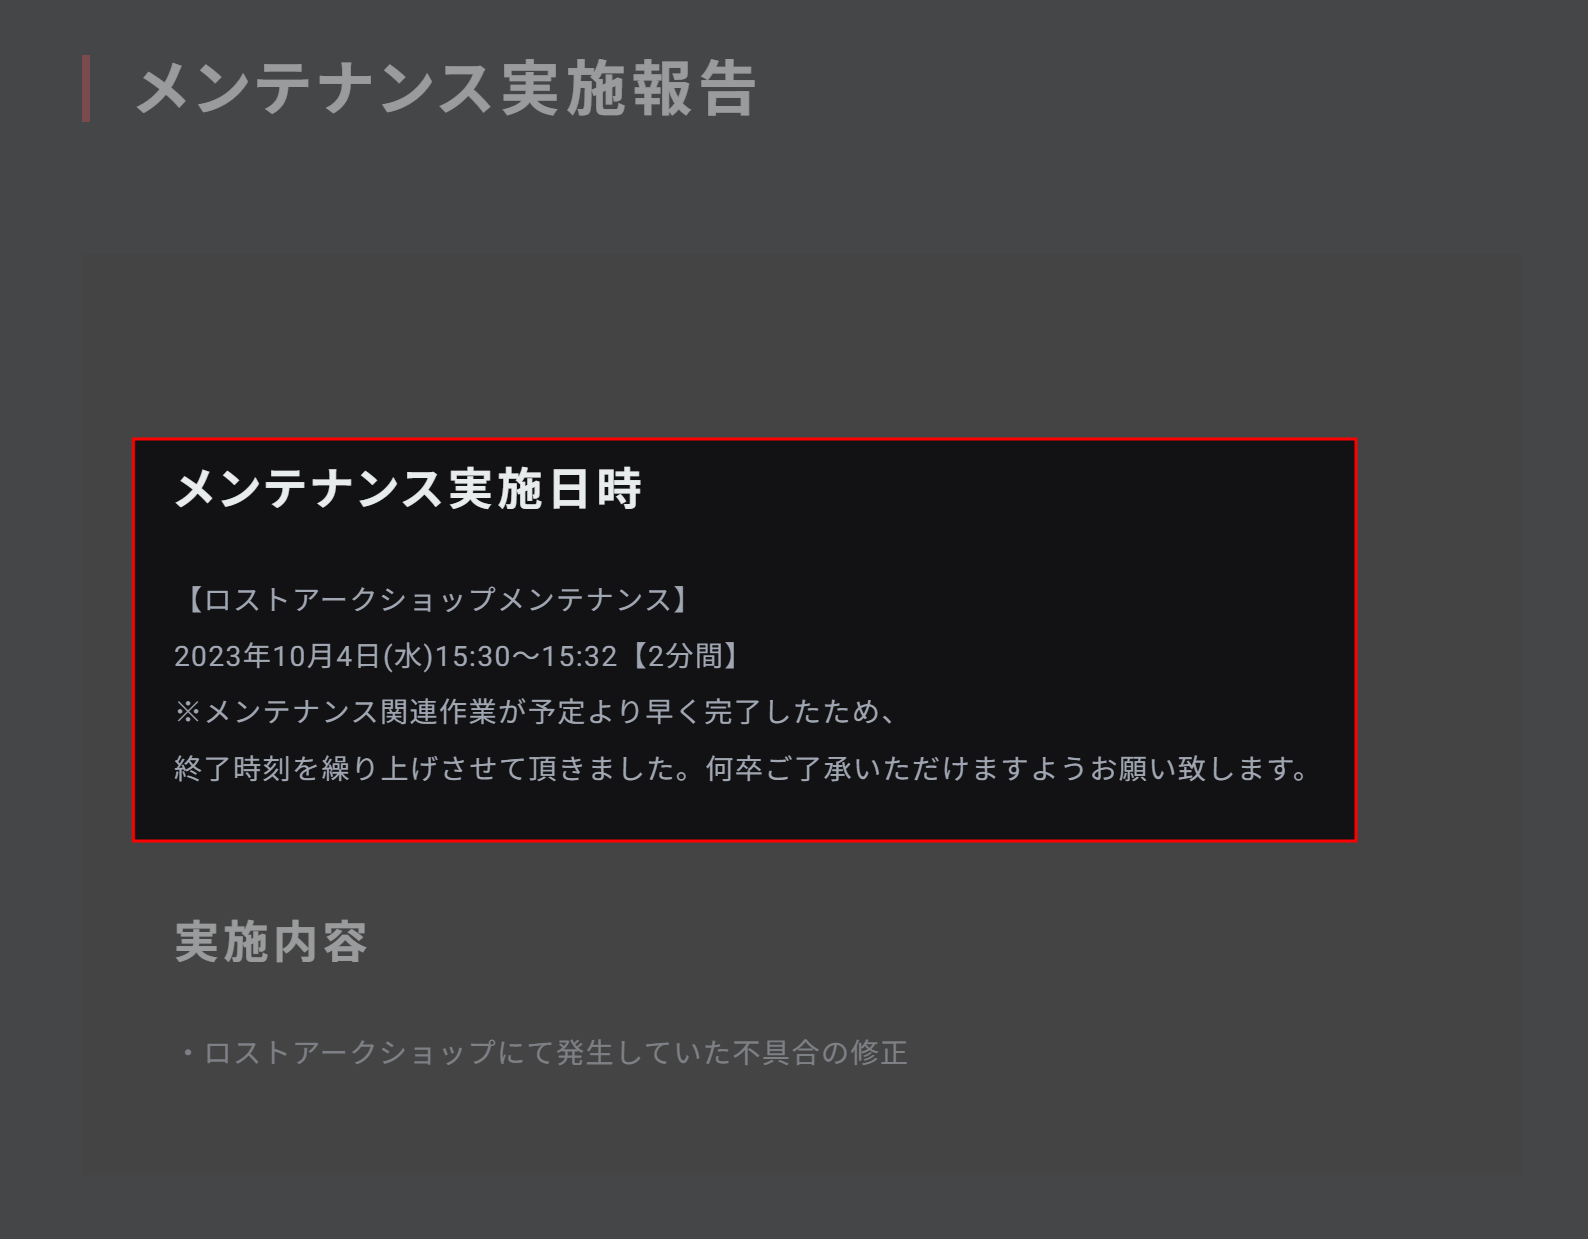 メンテナンス実施報告
メンテナンス実施日時
【ロストアークショップメンテナンス】
2023年10月4日(水)15:30〜15:32【2分間】
※メンテナンス関連作業が予定より早く完了したため、
終了時刻を繰り上げさせて頂きました。何卒ご了承いただけますようお願い致します。
実施内容
・ロストアークショップにて発生していた不具合の修正